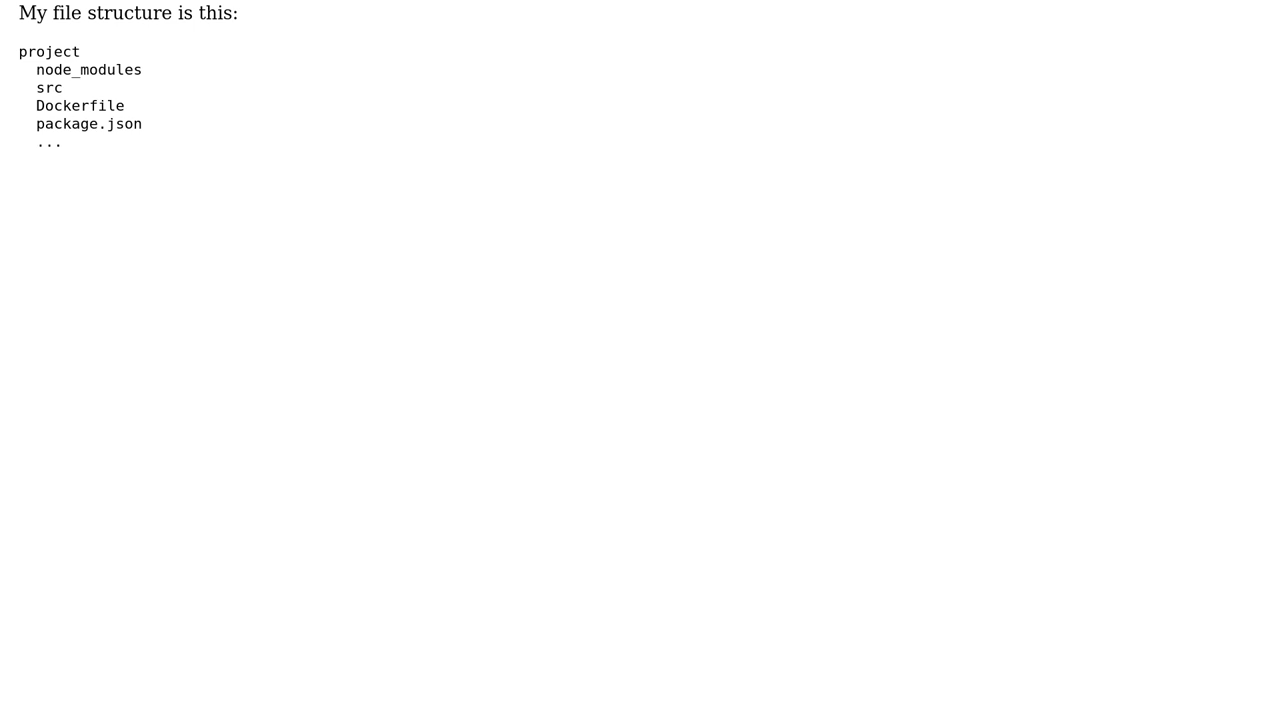 My file structure is this:
project
  node_modules
  src
  Dockerfile
  package.json
  ...